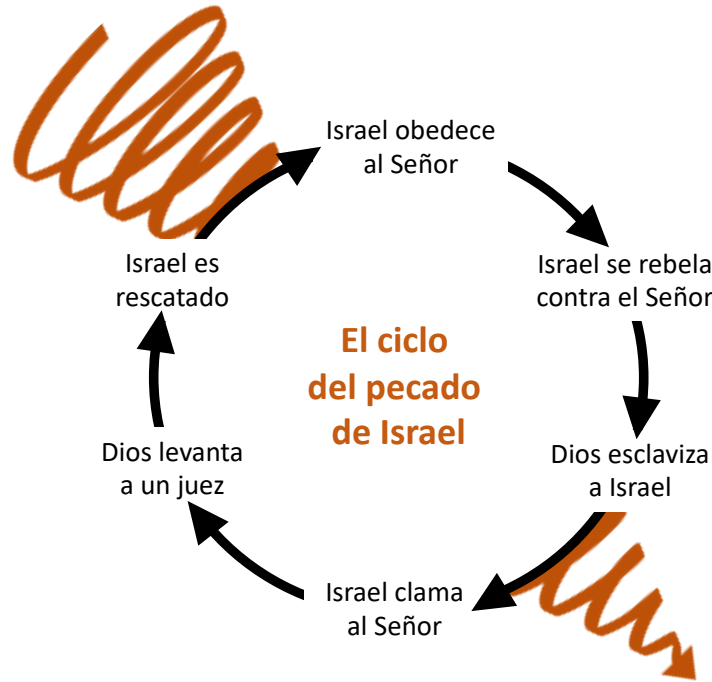 Israel obedece
al Señor
Israel se rebela
contra el Señor
Dios esclaviza
a Israel
Israel clama
al Señor
Dios levanta
a un juez
Israel es
rescatado
El ciclo
del pecado
de Israel